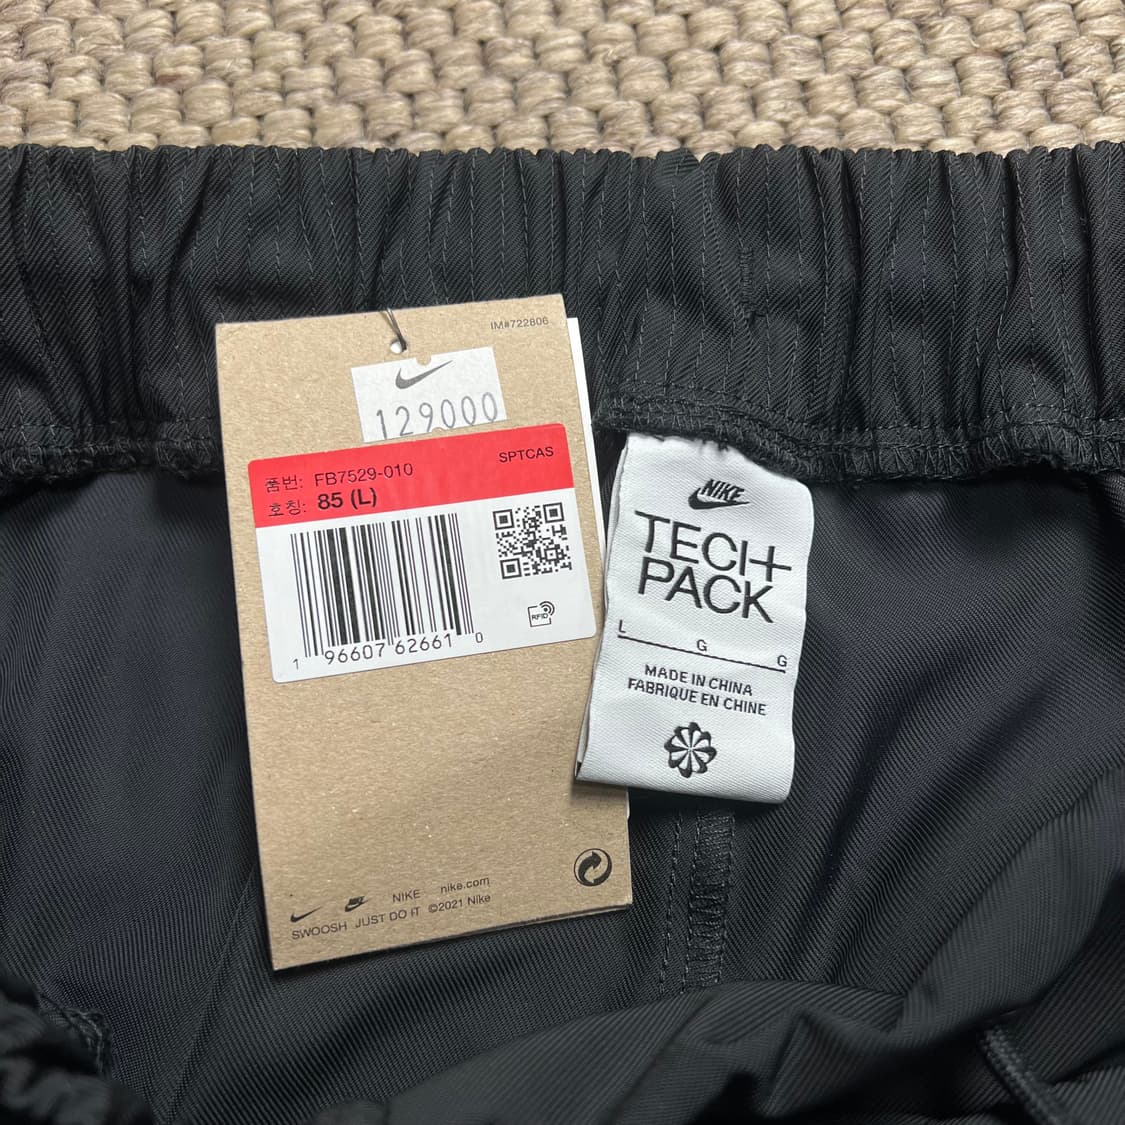 IM#722806
129000
SPTCAS
품번: FB7529-010
호칭: 85 (L)
RFID
1 96607 62661 0
NIKE nike.com
SWOOSH JUST DO IT ©2021 Nike
NIKE
TECH
PACK
L
G
G
MADE IN CHINA
FABRIQUE EN CHINE